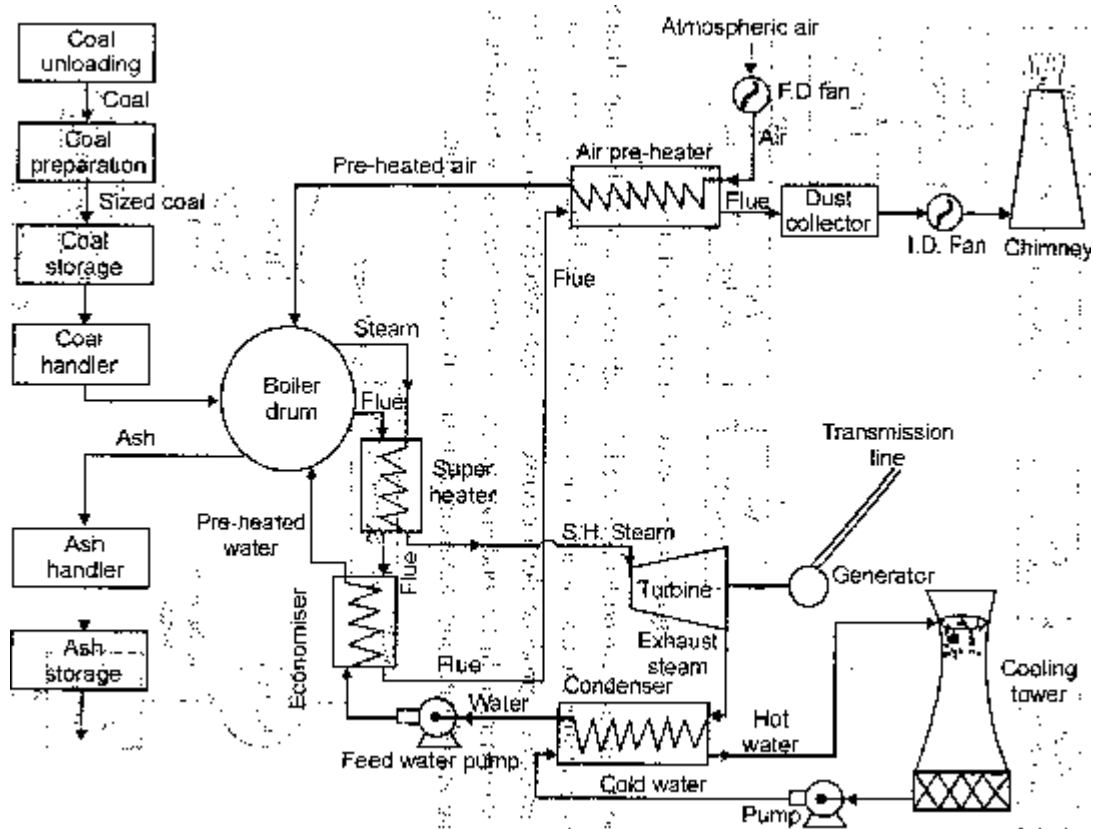 Coal
unloading
Coal
Coal
preparation
Sized coal
Coal
storage
Coal
handler
Ash
Ash
handler
Ash
storage
Atmospheric air
F.D fan
Air
Air pre-heater
Pre-heated air
Flue
Dust
collector
I.D. Fan
Chimney
Flue
Steam
Boiler
drum
Flue
Super
heater
Pre-heated
water
Flue
S.H. Steam
Turbine
Transmission
line
Generator
Exhaust
steam
Economiser
Flue
Condenser
Water
Feed water pump
Hot
water
Cooling
tower
Cold water
Pump